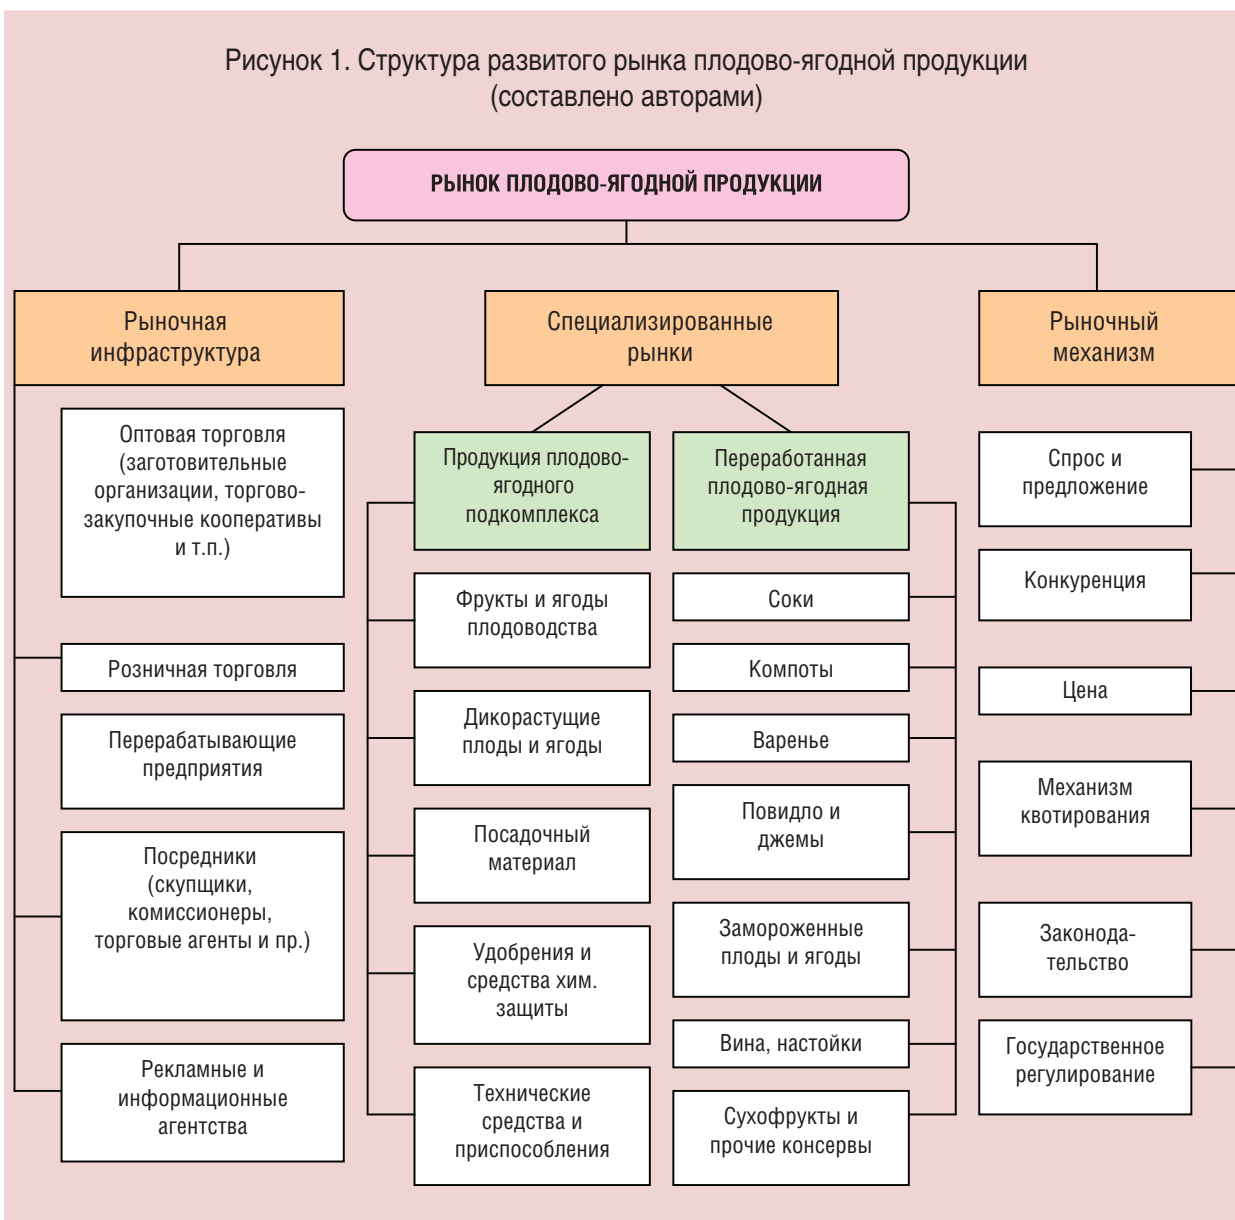 Рисунок 1. Структура развитого рынка плодово-ягодной продукции
(составлено авторами)
РЫНОК ПЛОДОВО-ЯГОДНОЙ ПРОДУКЦИИ
Рыночная
инфраструктура
Оптовая торговля
(заготовительные
организации, торгово-
закупочные кооперативы
и т.п.)
Розничная торговля
Перерабатывающие
предприятия
Посредники
(скупщики,
комиссионеры,
торговые агенты и пр.)
Рекламные и
информационные
агентства
Специализированные
рынки
Продукция плодово-
ягодного
подкомплекса
Фрукты и ягоды
плодоводства
Дикорастущие
плоды и ягоды
Посадочный
материал
Удобрения и
средства хим.
защиты
Технические
средства и
приспособления
Переработанная
плодово-ягодная
продукция
Соки
Компоты
Варенье
Повидло и
джемы
Замороженные
плоды и ягоды
Вина, настойки
Сухофрукты и
прочие консервы
Рыночный
механизм
Спрос и
предложение
Конкуренция
Цена
Механизм
квотирования
Законода-
тельство
Государственное
регулирование